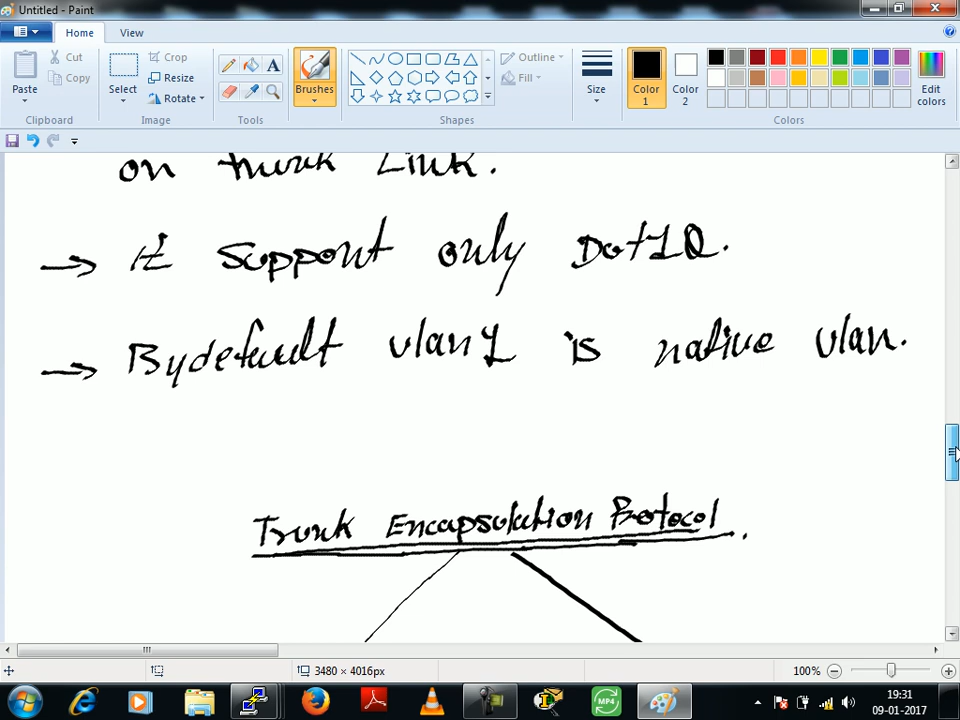 Untitled - Paint
Home View
Cut
Copy
Paste
Clipboard
Crop
Resize
Rotate
Select
Image
Tools
Brushes
Outline
Fill
Shapes
Size
Color 1
Color 2
Edit colors
Colors
on trunk Link.
→ It support only Dot1Q.
→ Bydefault vlan1 is native vlan.
Trunk Encapsulation Protocol.
3480 × 4016px
100%
MP4
19:31
09-01-2017